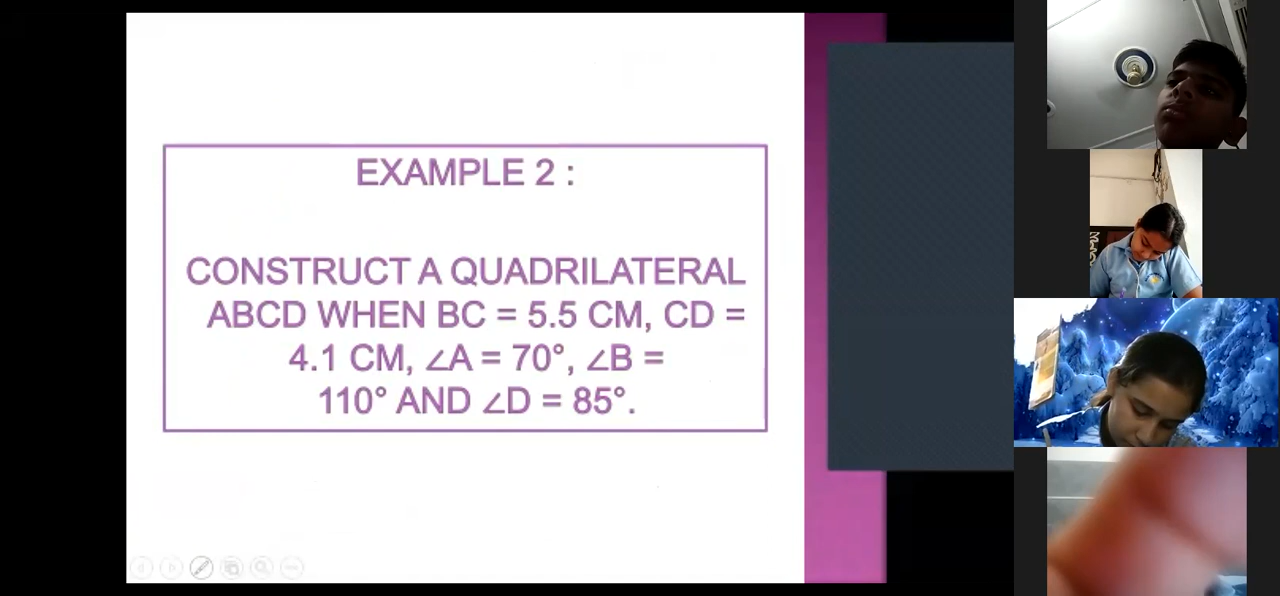 EXAMPLE 2 :
CONSTRUCT A QUADRILATERAL
ABCD WHEN BC = 5.5 CM, CD =
4.1 CM, ∠A = 70°, ∠B =
110° AND ∠D = 85°.